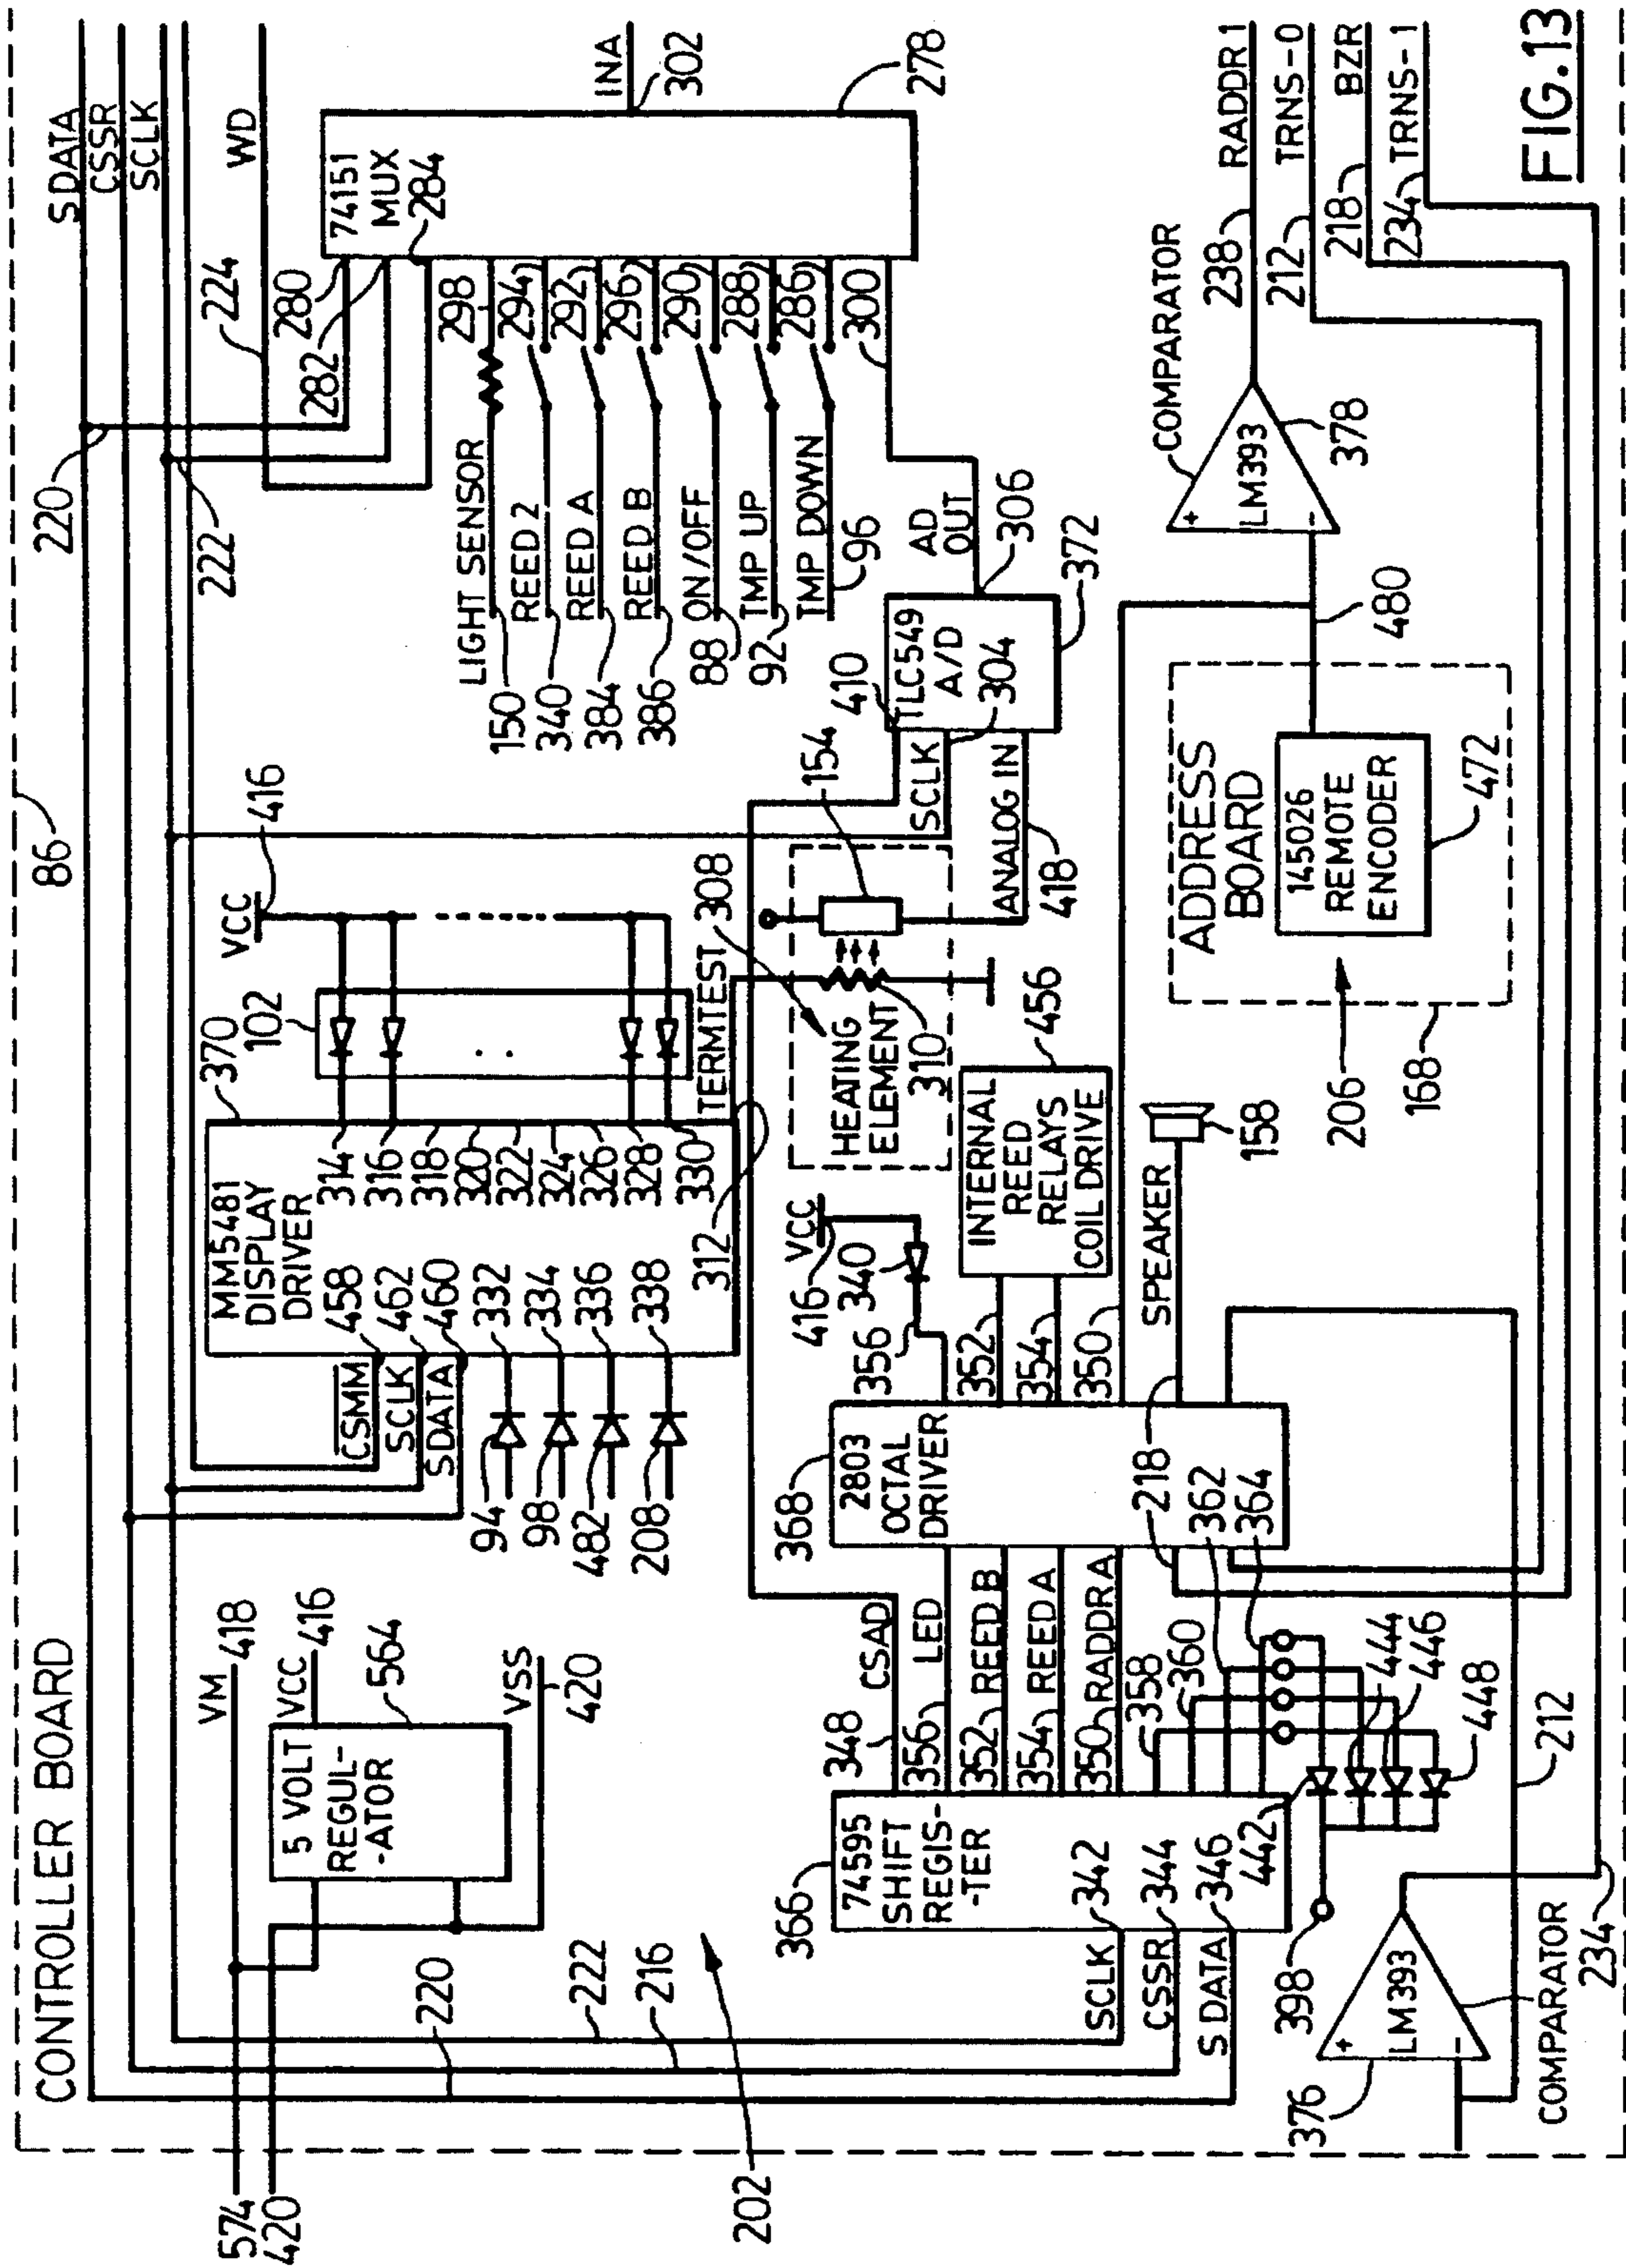 CONTROLLER BOARD
86
574
420
VM
418
VCC
416
5 VOLT
REGUL-
-ATOR
564
VSS
420
220
216
222
202
SDATA
CSSR
SCLK
220
222
224
WD
MM5481
DISPLAY
DRIVER
370
CSMM
SCLK
SDATA
458
462
460
332
334
336
338
94
98
482
208
314
316
318
320
322
324
326
328
330
102
VCC
416
. .
TERMTEST
312
308
HEATING
ELEMENT
310
154
74151
MUX
284
280
282
298
294
292
296
290
288
286
300
INA
302
278
LIGHT SENSOR
150
REED 2
340
REED A
384
REED B
386
ON/OFF
88
TMP UP
92
TMP DOWN
96
AD
OUT
306
410
TLC549
A/D
304
372
SCLK
ANALOG IN
418
366
74595
SHIFT
REGIS-
-TER
SCLK
CSSR
S DATA
342
344
346
348
CSAD
356
LED
352
REED B
354
REED A
350
RADDRA
358
360
362
364
368
2803
OCTAL
DRIVER
218
356
416
VCC
340
352
354
350
INTERNAL
REED
RELAYS
COIL DRIVE
456
218
SPEAKER
158
442
444
446
448
398
212
376
+
LM393
-
COMPARATOR
234
ADDRESS
BOARD
145026
REMOTE
ENCODER
472
206
168
480
COMPARATOR
+
LM393
-
378
238
RADDR1
212
TRNS-0
218
BZR
234
TRNS-1
FIG.13